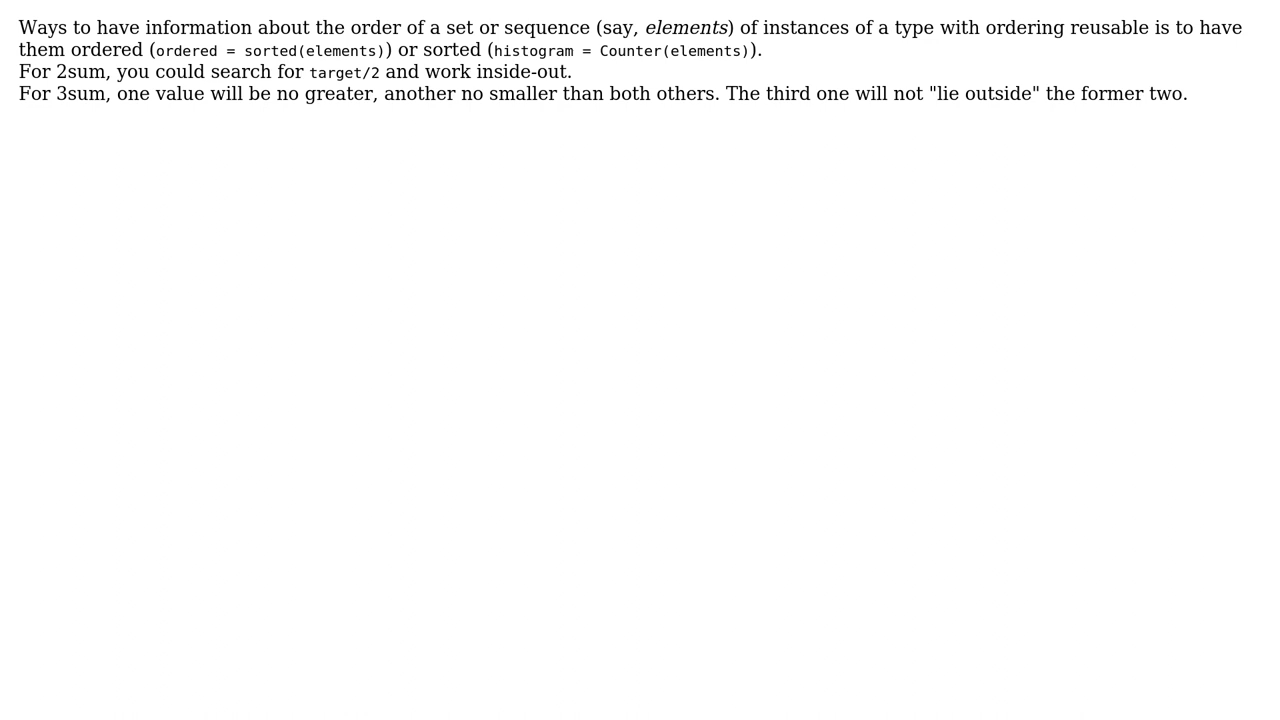 Ways to have information about the order of a set or sequence (say, elements) of instances of a type with ordering reusable is to have
them ordered (ordered = sorted(elements)) or sorted (histogram = Counter(elements)).
For 2sum, you could search for target/2 and work inside-out.
For 3sum, one value will be no greater, another no smaller than both others. The third one will not "lie outside" the former two.